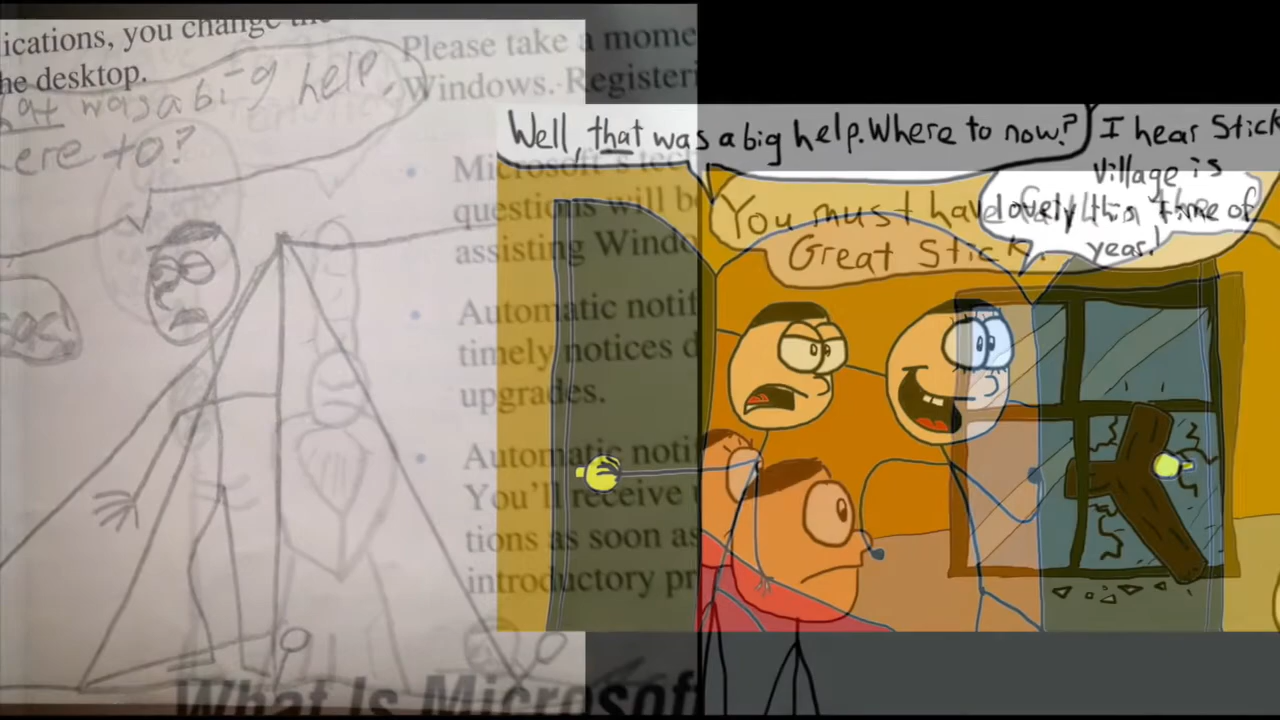 ications, you change
he desktop.
at was a big help.
ere to?
Please take a mome
Windows. Registeri
Microsoft's tec
questions will be
assisting Windo
Automatic notif
timely notices d
upgrades.
Automatic notif
You'll receive
tions as soon as
introductory pr
What Is Microsoft
Well, that was a big help. Where to now?
I hear Stick
village is
lovely this time of
year!
You must have
Great Stick